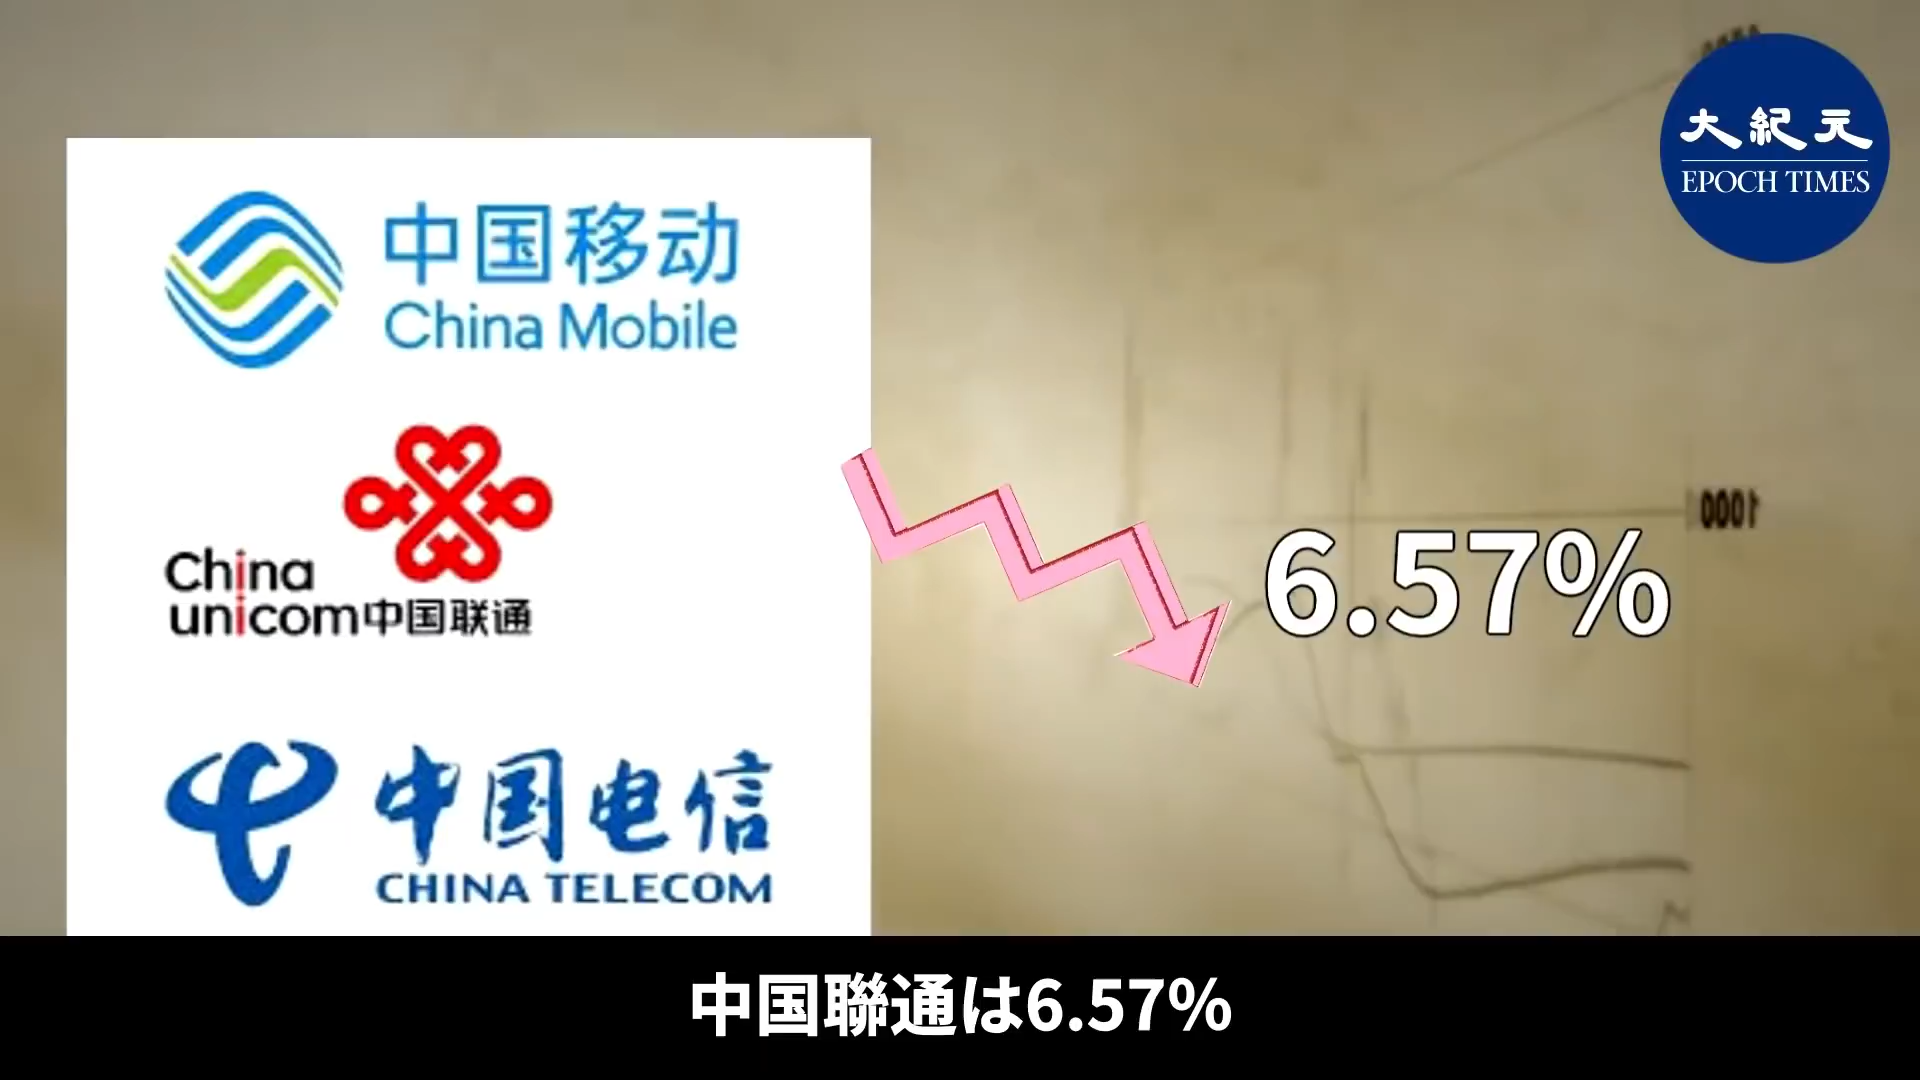 大紀元
EPOCH TIMES
中国移动
China Mobile
China
unicom中国联通
中国电信
CHINA TELECOM
1000
6.57%
中国聯通は6.57%